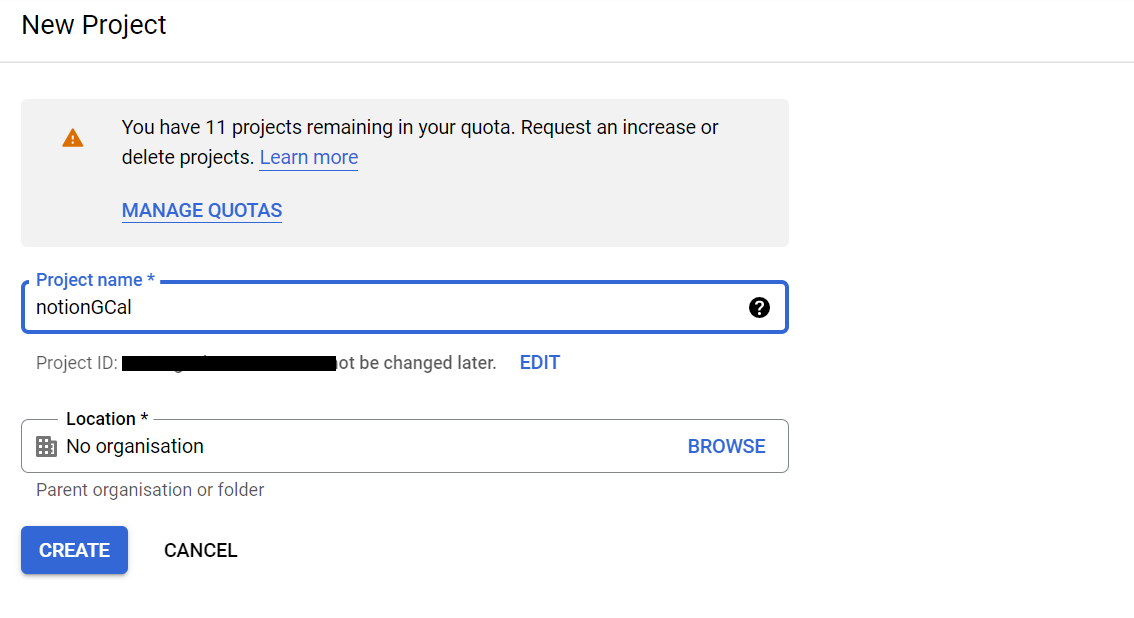 New Project
You have 11 projects remaining in your quota. Request an increase or
delete projects. Learn more
MANAGE QUOTAS
Project name *
notionGCal
Project ID: be changed later. EDIT
Location *
No organisation BROWSE
Parent organisation or folder
CREATE CANCEL